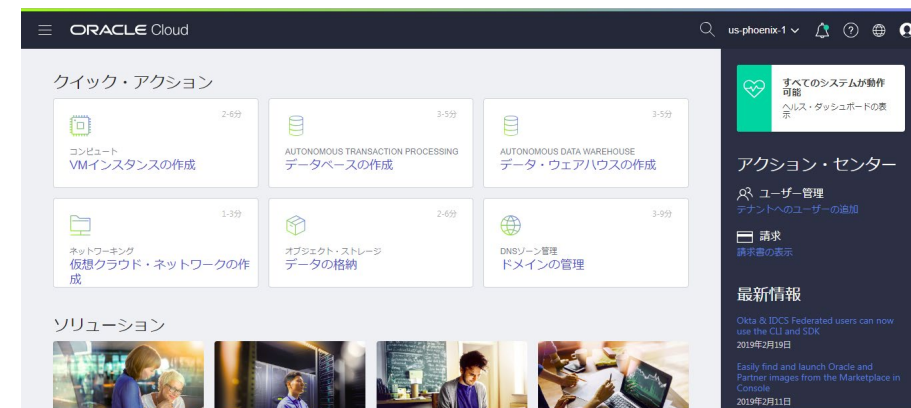 ORACLE Cloud
us-phoenix-1
クイック・アクション
2-6分
コンピュート
VMインスタンスの作成
3-5分
AUTONOMOUS TRANSACTION PROCESSING
データベースの作成
3-5分
AUTONOMOUS DATA WAREHOUSE
データ・ウェアハウスの作成
1-3分
ネットワーキング
仮想クラウド・ネットワークの作
成
2-6分
オブジェクト・ストレージ
データの格納
3-9分
DNSゾーン管理
ドメインの管理
ソリューション
すべてのシステムが動作
可能
ヘルス・ダッシュボードの表
示
アクション・センター
ユーザー管理
テナントへのユーザーの追加
請求
請求書の表示
最新情報
Okta & IDCS Federated users can now
use the CLI and SDK
2019年2月19日
Easily find and launch Oracle and
Partner images from the Marketplace in
Console
2019年2月11日